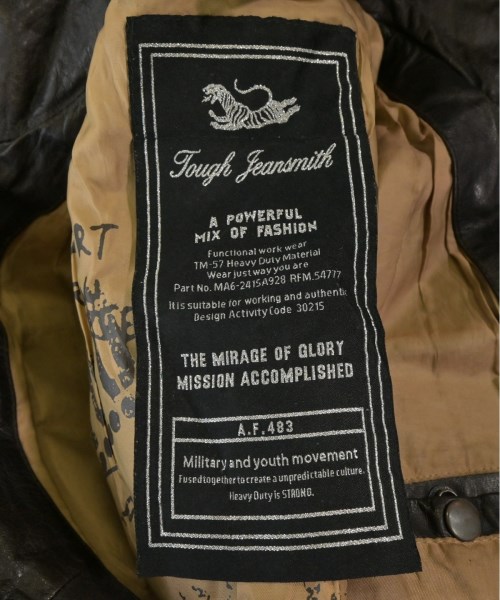 Tough Jeansmith
A POWERFUL
MIX OF FASHION
Functional work wear
TM-57 Heavy Duty Material
Wear just way you are
Part No. MA6-2415A928 RFM.54777
It is suitable for working and authentic
Design Activity Code 30215
THE MIRAGE OF GLORY
MISSION ACCOMPLISHED
A.F.483
Military and youth movement
Fused together to create a unpredictable culture.
Heavy Duty is STRONG.
ART